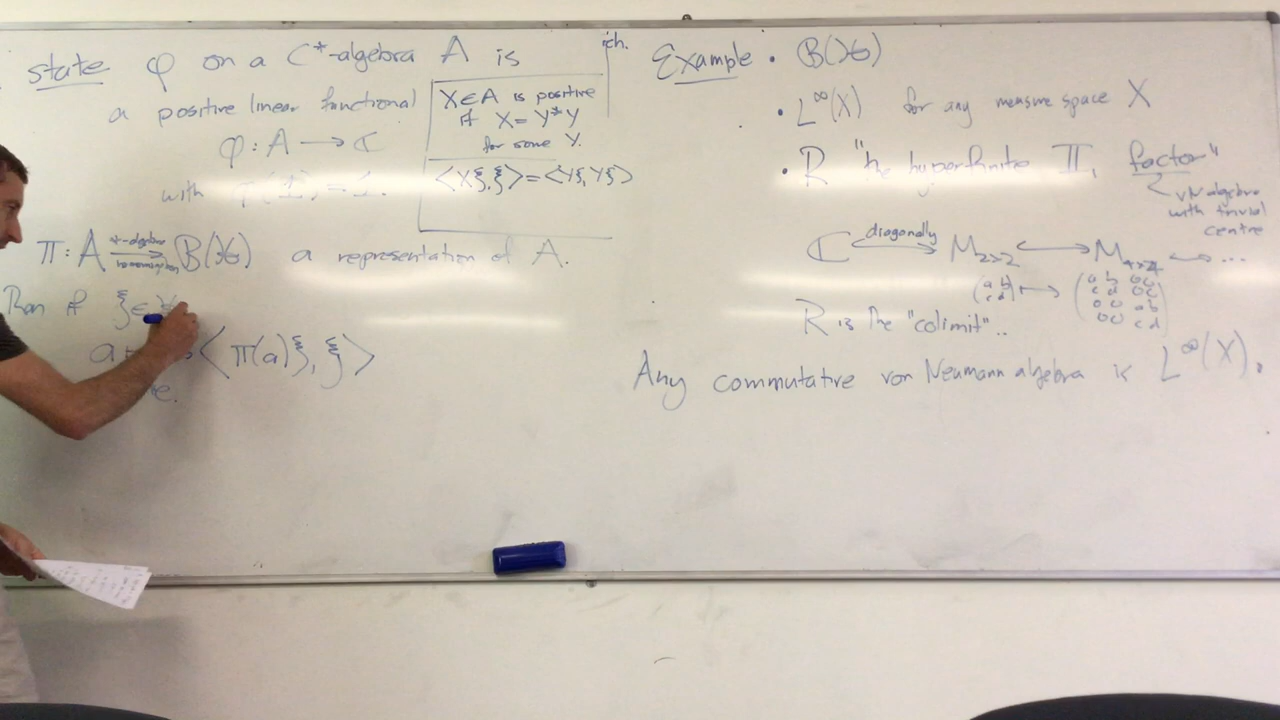 state φ on a C*-algebra A is
a positive linear functional
φ: A → ℂ
with φ(1) = 1.
X∈A is positive
if X = Y*Y
for some Y.
<Xξ,ξ> = <Yξ,Yξ>
π: A → B(ℋ) a representation of A.
*-algebra
homomorphism
Then if ξ∈ℋ
a ↦ <π(a)ξ, ξ>
ich.
Example • B(ℋ)
• L^∞(X) for any measure space X
• R "the hyperfinite II₁ factor"
vN algebra
with trivial
centre
ℂ diagonally M₂ₓ₂ ↪ M₄ₓ₄ ↪ ...
(a b
c d) ↦ (a b 0 0
c d 0 0
0 0 a b
0 0 c d)
R is the "colimit"..
Any commutative von Neumann algebra is L^∞(X).